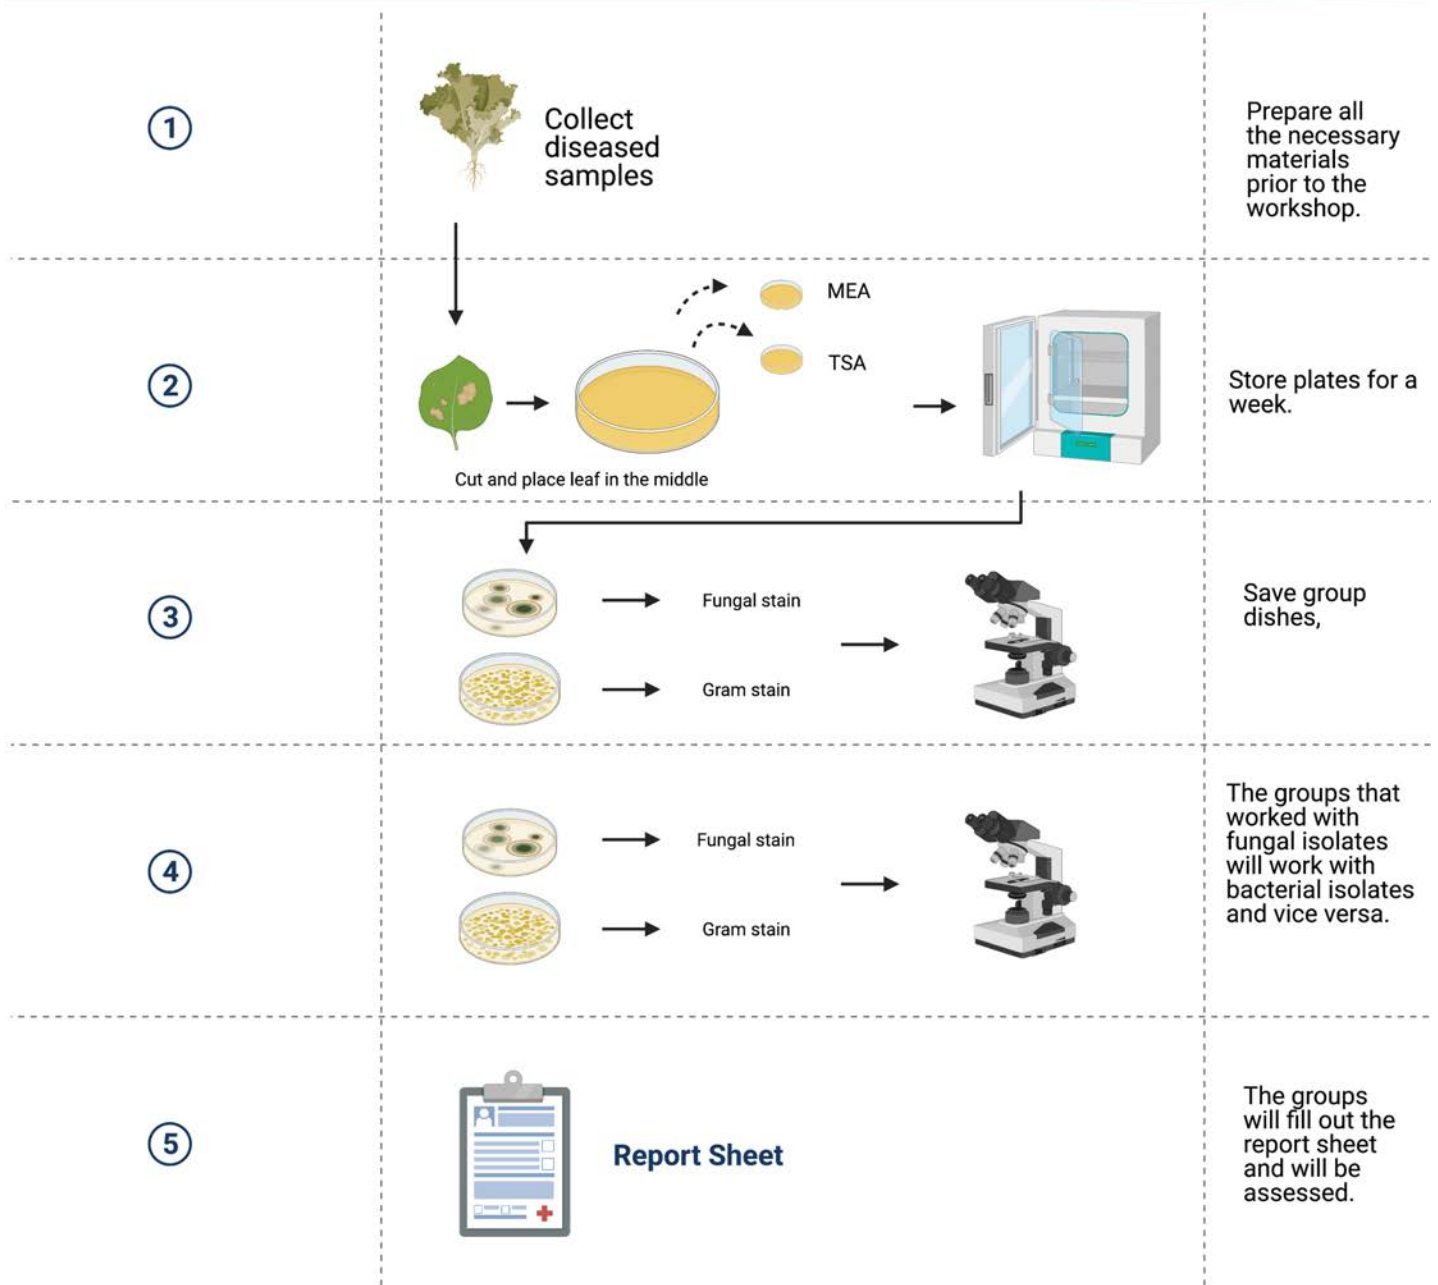 1
Collect
diseased
samples
Prepare all
the necessary
materials
prior to the
workshop.
2
MEA
TSA
Cut and place leaf in the middle
Store plates for a
week.
3
Fungal stain
Gram stain
Save group
dishes,
4
Fungal stain
Gram stain
The groups that
worked with
fungal isolates
will work with
bacterial isolates
and vice versa.
5
Report Sheet
The groups
will fill out the
report sheet
and will be
assessed.